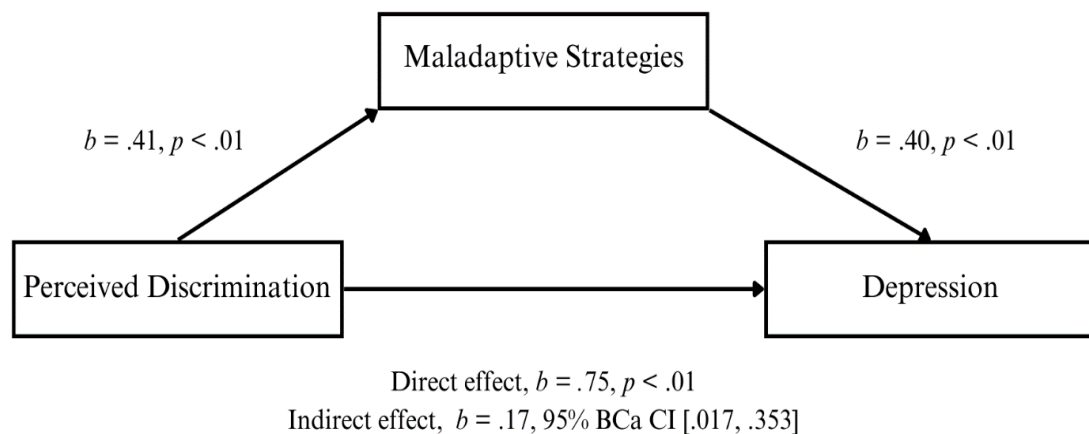 Maladaptive Strategies
b = .41, p < .01
b = .40, p < .01
Perceived Discrimination
Depression
Direct effect, b = .75, p < .01
Indirect effect, b = .17, 95% BCa CI [.017, .353]